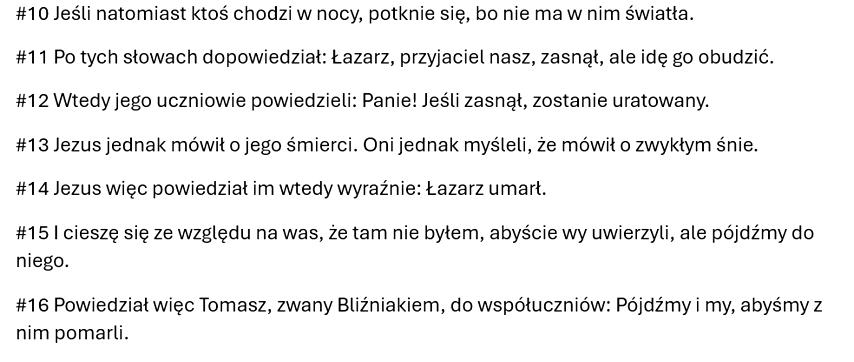 #10 Jeśli natomiast ktoś chodzi w nocy, potknie się, bo nie ma w nim światła.
#11 Po tych słowach dopowiedział: Łazarz, przyjaciel nasz, zasnął, ale idę go obudzić.
#12 Wtedy jego uczniowie powiedzieli: Panie! Jeśli zasnął, zostanie uratowany.
#13 Jezus jednak mówił o jego śmierci. Oni jednak myśleli, że mówił o zwykłym śnie.
#14 Jezus więc powiedział im wtedy wyraźnie: Łazarz umarł.
#15 I cieszę się ze względu na was, że tam nie byłem, abyście wy uwierzyli, ale pójdźmy do
niego.
#16 Powiedział więc Tomasz, zwany Bliźniakiem, do współuczniów: Pójdźmy i my, abyśmy z
nim pomarli.